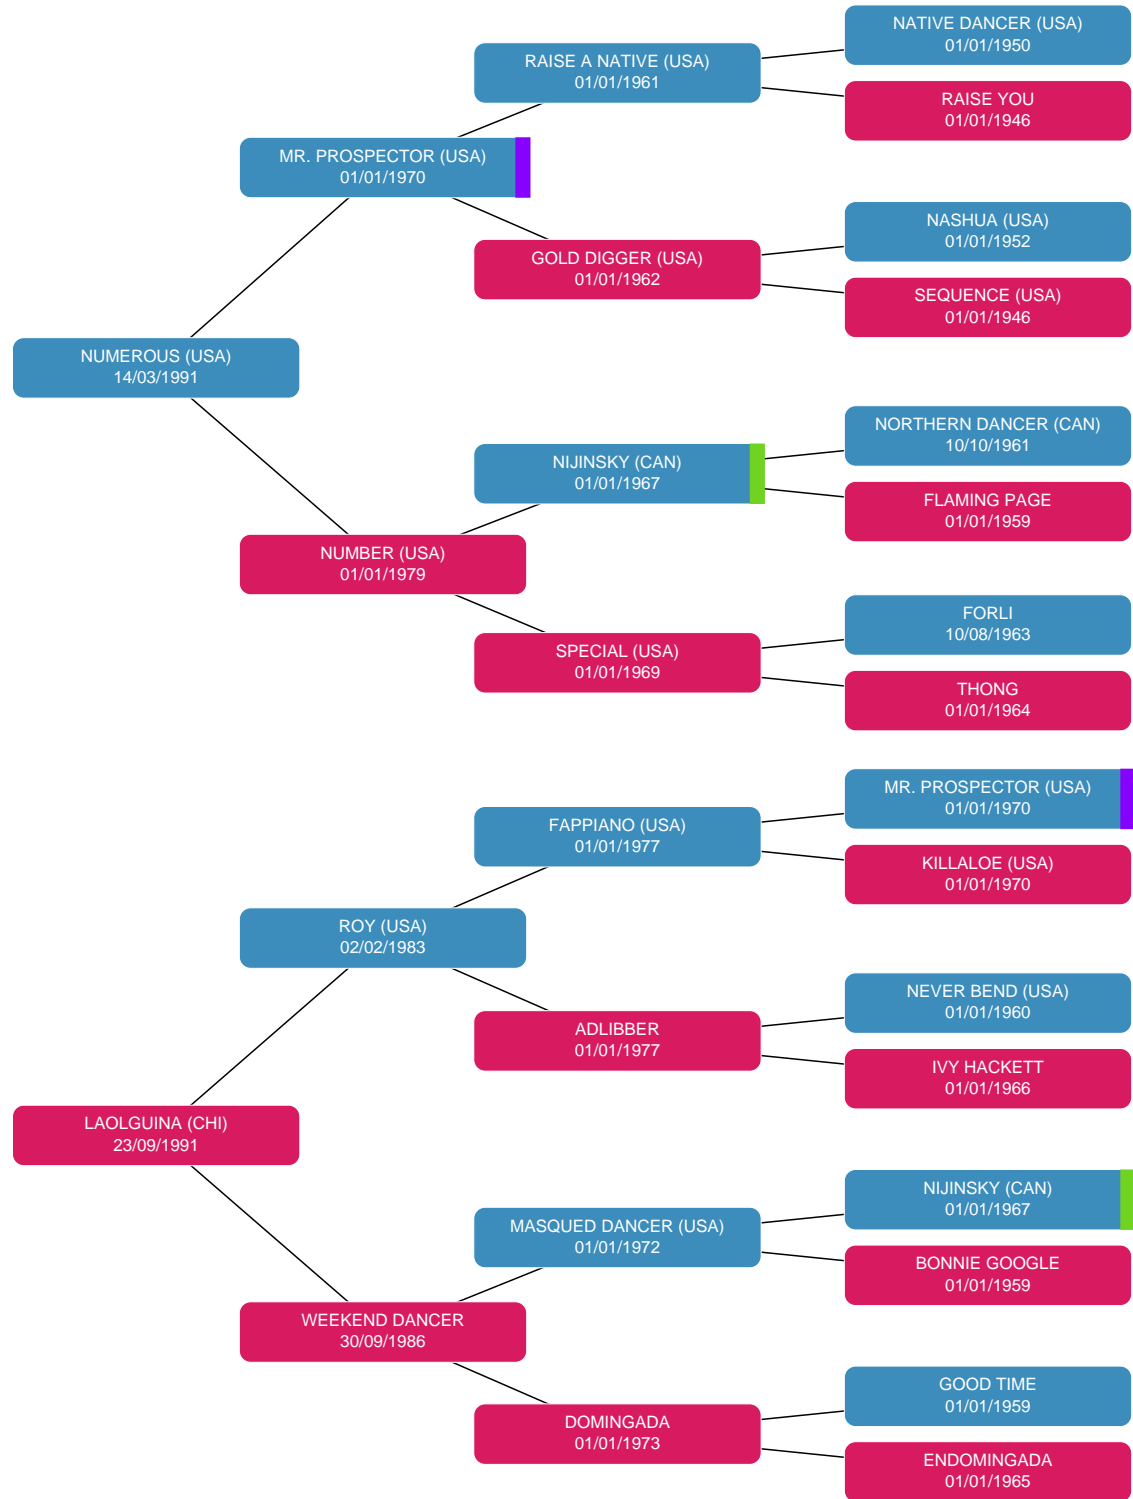 NATIVE DANCER (USA)
01/01/1950
RAISE A NATIVE (USA)
01/01/1961
RAISE YOU
01/01/1946
MR. PROSPECTOR (USA)
01/01/1970
NASHUA (USA)
01/01/1952
GOLD DIGGER (USA)
01/01/1962
SEQUENCE (USA)
01/01/1946
NUMEROUS (USA)
14/03/1991
NORTHERN DANCER (CAN)
10/10/1961
NIJINSKY (CAN)
01/01/1967
FLAMING PAGE
01/01/1959
NUMBER (USA)
01/01/1979
FORLI
10/08/1963
SPECIAL (USA)
01/01/1969
THONG
01/01/1964
MR. PROSPECTOR (USA)
01/01/1970
FAPPIANO (USA)
01/01/1977
KILLALOE (USA)
01/01/1970
ROY (USA)
02/02/1983
NEVER BEND (USA)
01/01/1960
ADLIBBER
01/01/1977
IVY HACKETT
01/01/1966
LAOLGUINA (CHI)
23/09/1991
NIJINSKY (CAN)
01/01/1967
MASQUED DANCER (USA)
01/01/1972
BONNIE GOOGLE
01/01/1959
WEEKEND DANCER
30/09/1986
GOOD TIME
01/01/1959
DOMINGADA
01/01/1973
ENDOMINGADA
01/01/1965